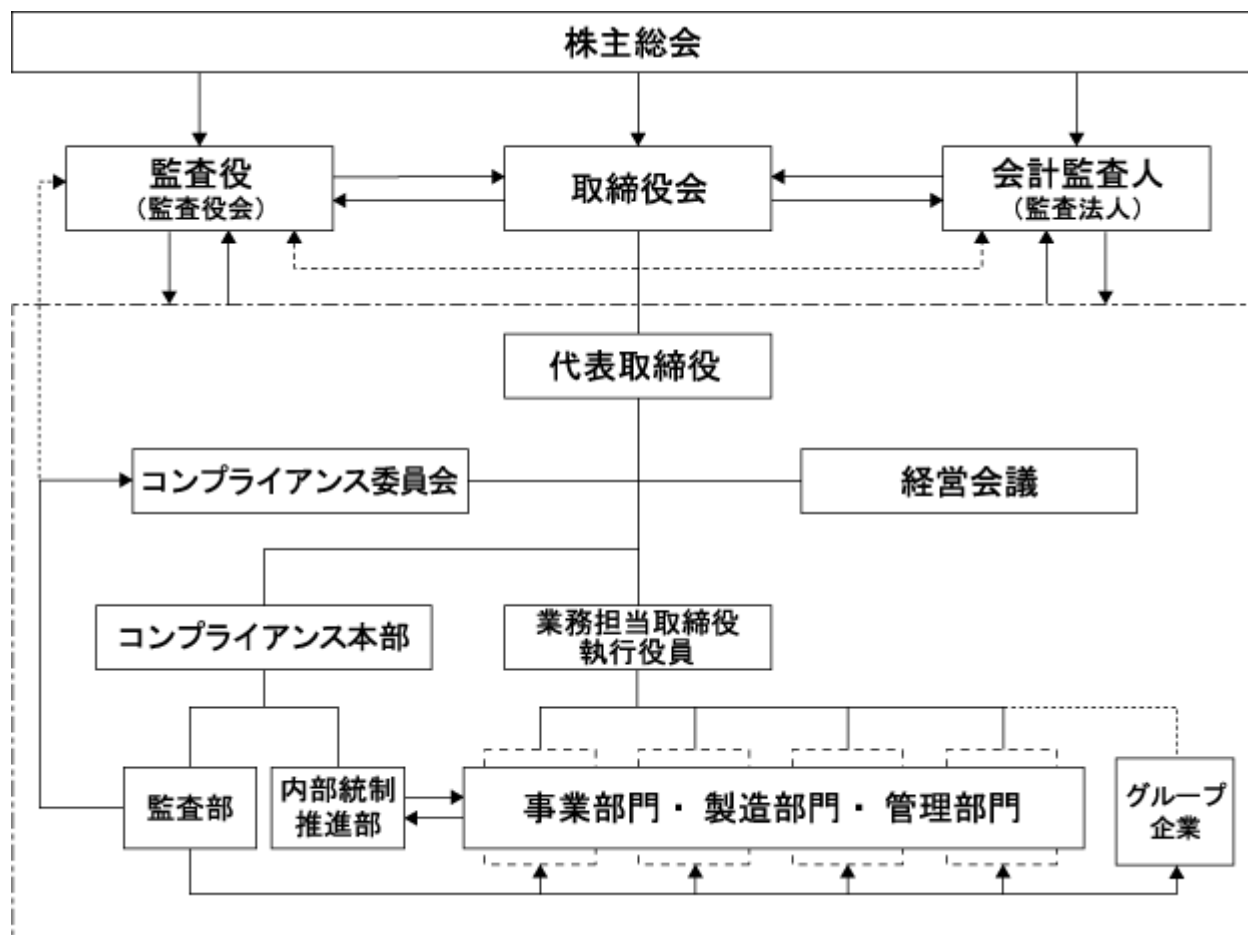 株主総会
監査役
（監査役会）
取締役会
会計監査人
（監査法人）
代表取締役
コンプライアンス委員会
経営会議
コンプライアンス本部
業務担当取締役
執行役員
監査部
内部統制
推進部
事業部門・製造部門・管理部門
グループ
企業